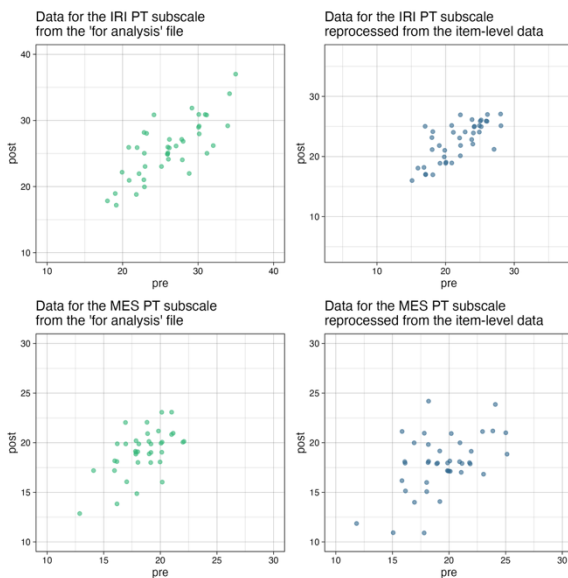 Data for the IRI PT subscale
from the 'for analysis' file
40
30
20
10
post
10
20
30
40
pre
Data for the IRI PT subscale
reprocessed from the item-level data
30
20
10
post
10
20
30
pre
Data for the MES PT subscale
from the 'for analysis' file
30
25
20
15
10
post
10
15
20
25
30
pre
Data for the MES PT subscale
reprocessed from the item-level data
30
25
20
15
10
post
10
15
20
25
30
pre